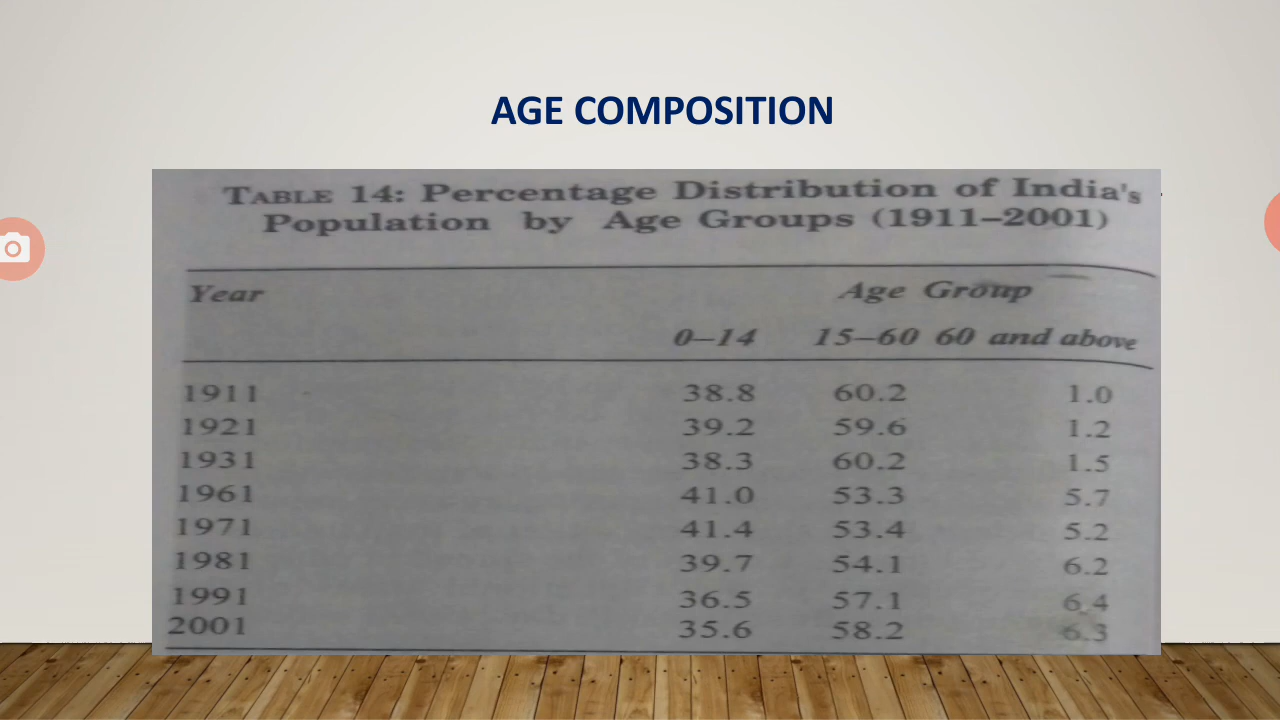 AGE COMPOSITION
TABLE 14: Percentage Distribution of India's
Population by Age Groups (1911–2001)
Year Age Group
0–14 15–60 60 and above
1911 38.8 60.2 1.0
1921 39.2 59.6 1.2
1931 38.3 60.2 1.5
1961 41.0 53.3 5.7
1971 41.4 53.4 5.2
1981 39.7 54.1 6.2
1991 36.5 57.1 6.4
2001 35.6 58.2 6.3